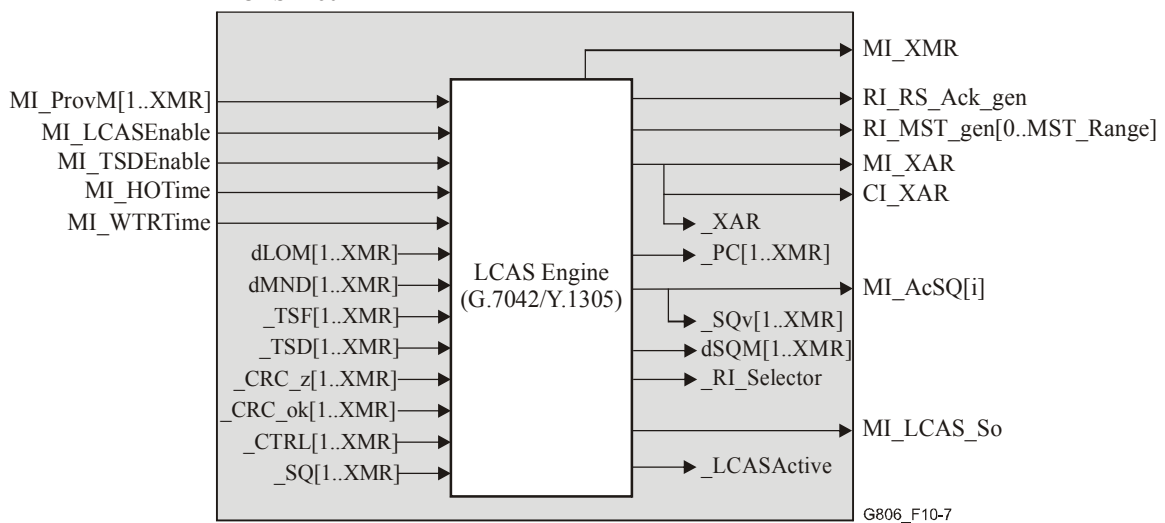 MI_XMR
MI_ProvM[1..XMR]
RI_RS_Ack_gen
MI_LCASEnable
RI_MST_gen[0..MST_Range]
MI_TSDEnable
MI_XAR
MI_HOTime
CI_XAR
MI_WTRTime
_XAR
dLOM[1..XMR]
_PC[1..XMR]
LCAS Engine
(G.7042/Y.1305)
dMND[1..XMR]
MI_AcSQ[i]
_TSF[1..XMR]
_SQv[1..XMR]
_TSD[1..XMR]
dSQM[1..XMR]
_CRC_z[1..XMR]
_RI_Selector
_CRC_ok[1..XMR]
MI_LCAS_So
_CTRL[1..XMR]
_SQ[1..XMR]
_LCASActive
G806_F10-7